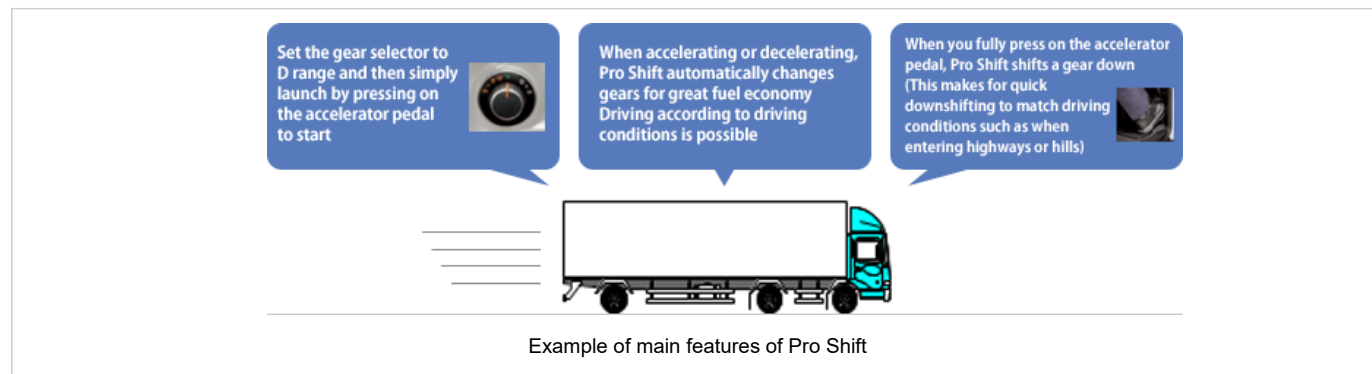 Set the gear selector to
D range and then simply
launch by pressing on
the accelerator pedal
to start
When accelerating or decelerating,
Pro Shift automatically changes
gears for great fuel economy
Driving according to driving
conditions is possible
When you fully press on the accelerator
pedal, Pro Shift shifts a gear down
(This makes for quick
downshifting to match driving
conditions such as when
entering highways or hills)
Example of main features of Pro Shift